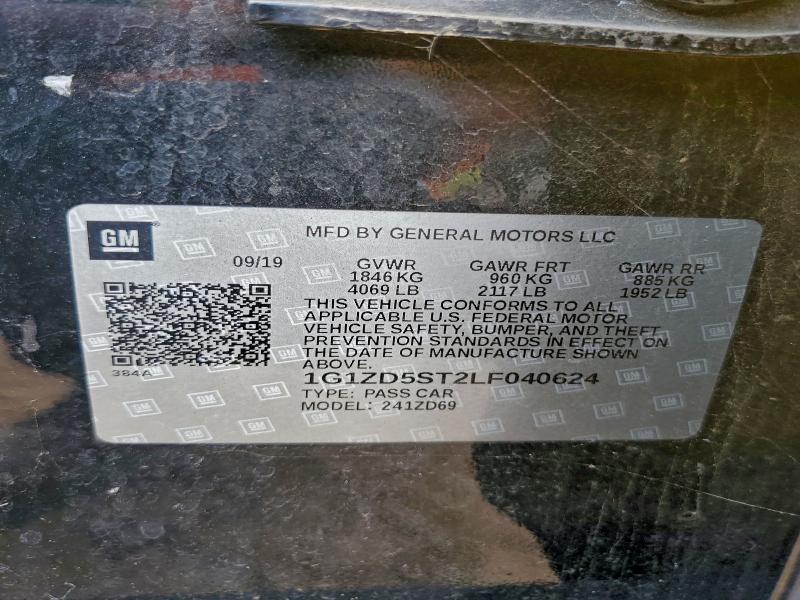 GM
MFD BY GENERAL MOTORS LLC
09/19 GVWR GAWR FRT GAWR RR
1846 KG 960 KG 885 KG
4069 LB 2117 LB 1952 LB
THIS VEHICLE CONFORMS TO ALL
APPLICABLE U.S. FEDERAL MOTOR
VEHICLE SAFETY, BUMPER, AND THEFT
PREVENTION STANDARDS IN EFFECT ON
THE DATE OF MANUFACTURE SHOWN
ABOVE.
384A
1G1ZD5ST2LF040624
TYPE: PASS CAR
MODEL: 241ZD69